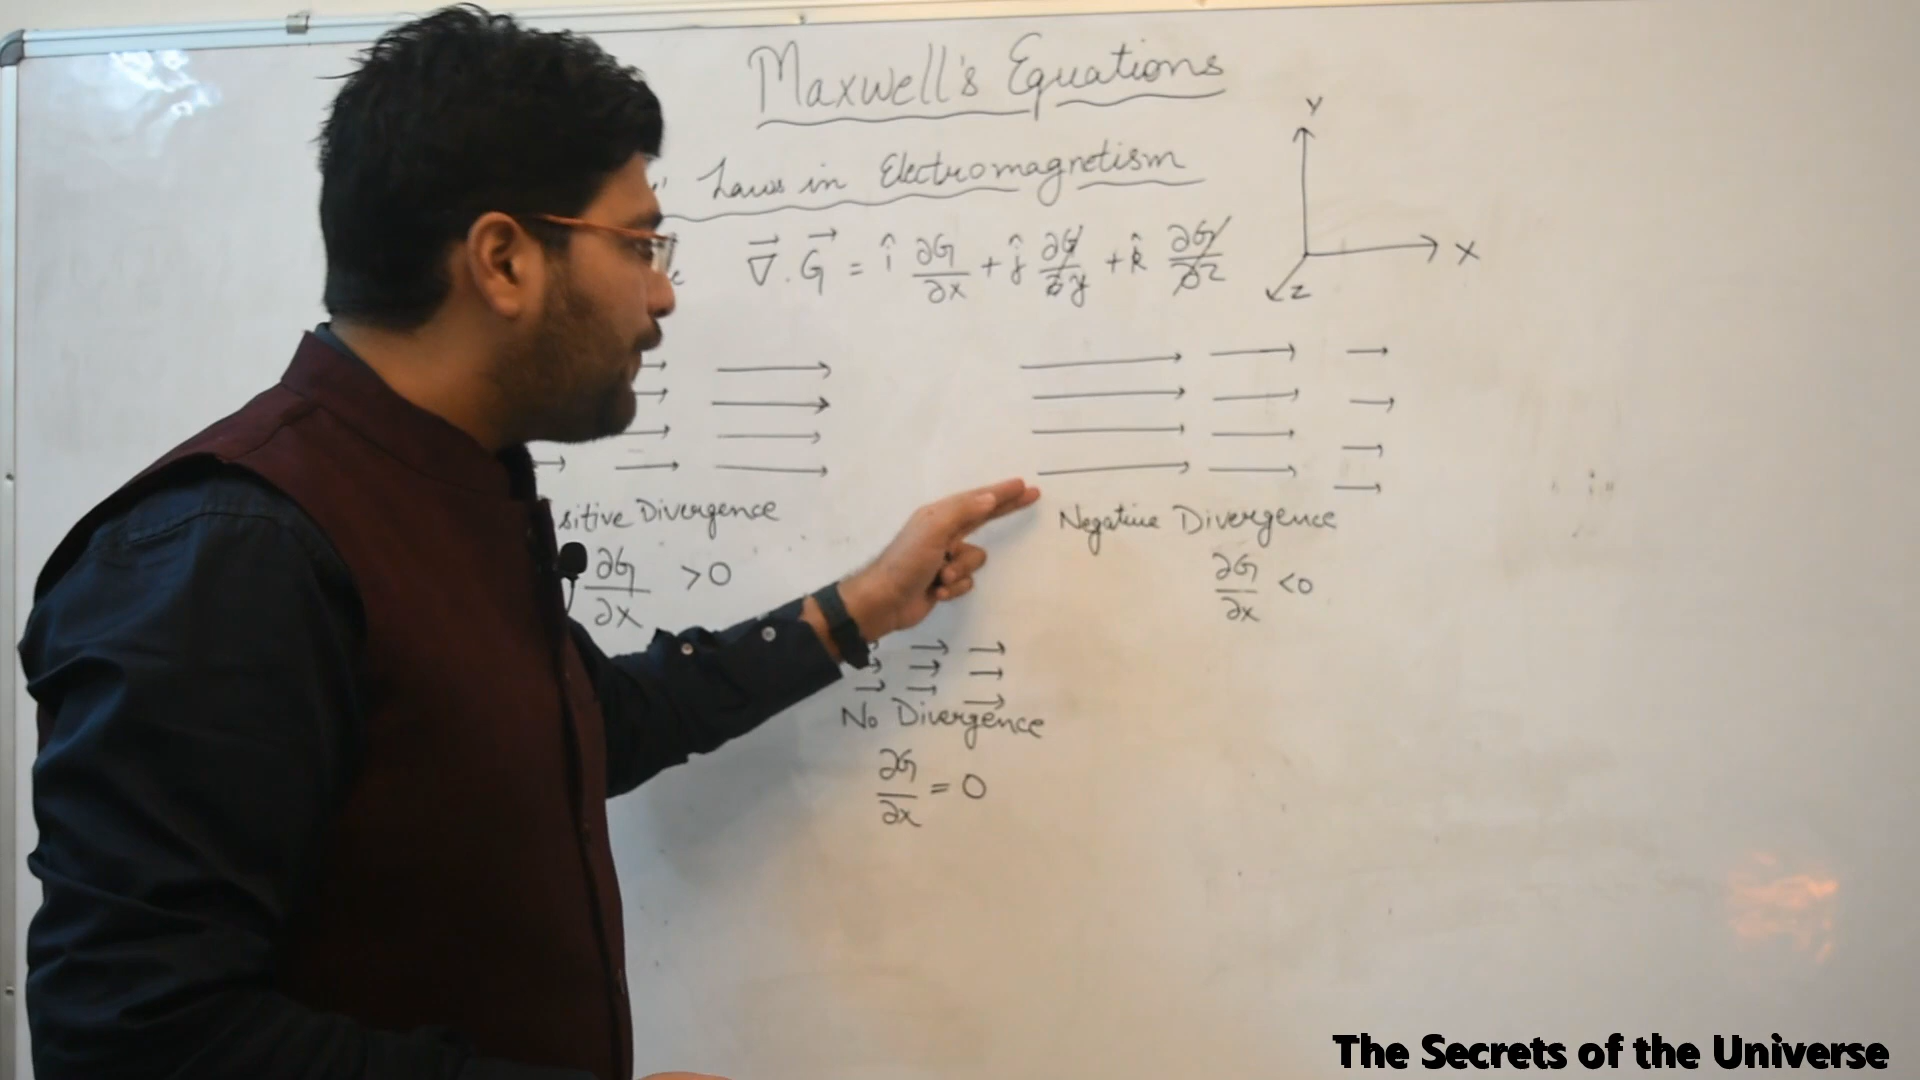 Maxwell's Equations
Laws in Electromagnetism
∇⃗ . G⃗ = î ∂G/∂x + ĵ ∂G/∂y + k̂ ∂G/∂z
Y
X
Z
sitive Divergence
∂G/∂x >0
Negative Divergence
∂G/∂x <0
No Divergence
∂G/∂x = 0
The Secrets of the Universe